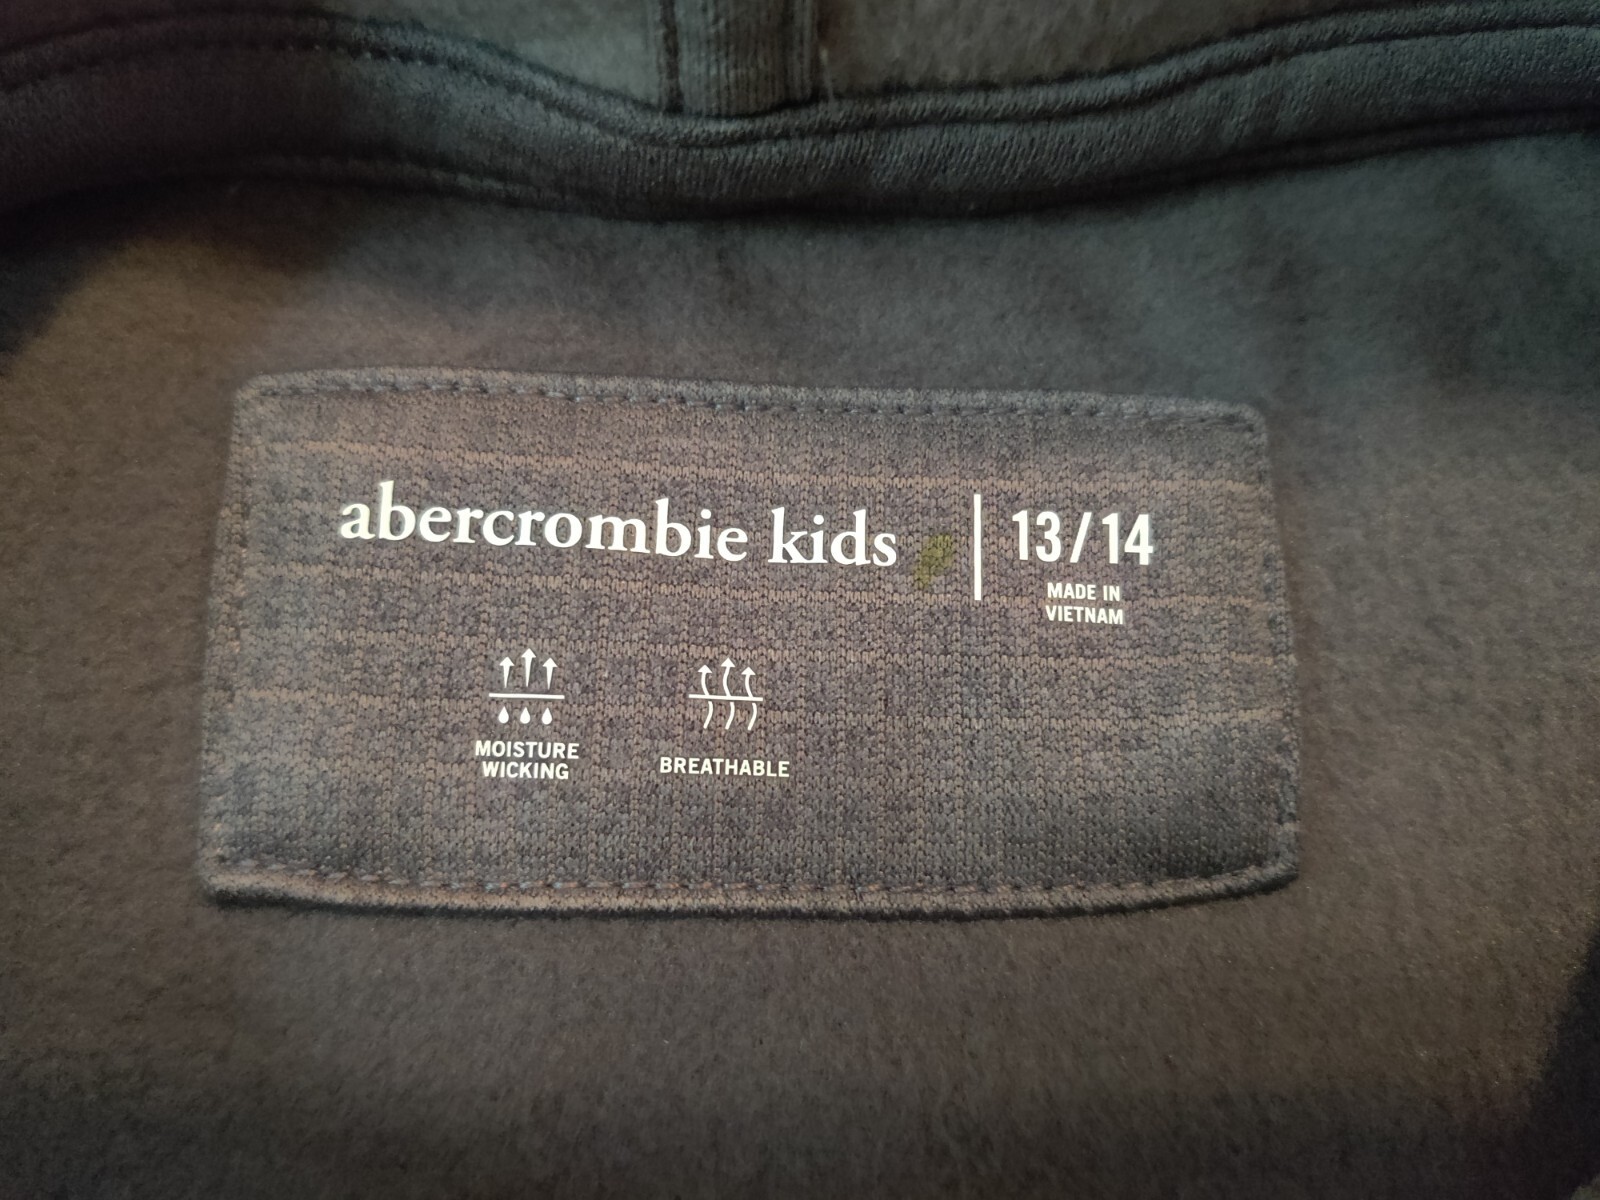 abercrombie kids | 13/14
MADE IN
VIETNAM
MOISTURE
WICKING
BREATHABLE